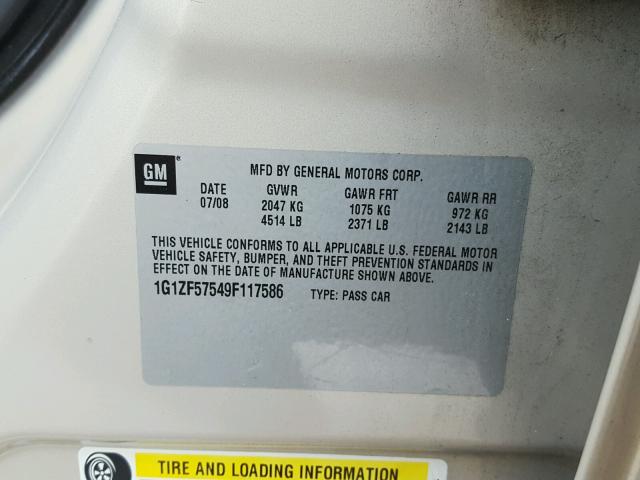 GM
MFD BY GENERAL MOTORS CORP.
DATE GVWR GAWR FRT GAWR RR
07/08 2047 KG 1075 KG 972 KG
4514 LB 2371 LB 2143 LB
THIS VEHICLE CONFORMS TO ALL APPLICABLE U.S. FEDERAL MOTOR
VEHICLE SAFETY, BUMPER, AND THEFT PREVENTION STANDARDS IN
EFFECT ON THE DATE OF MANUFACTURE SHOWN ABOVE.
1G1ZF57549F117586 TYPE: PASS CAR
TIRE AND LOADING INFORMATION